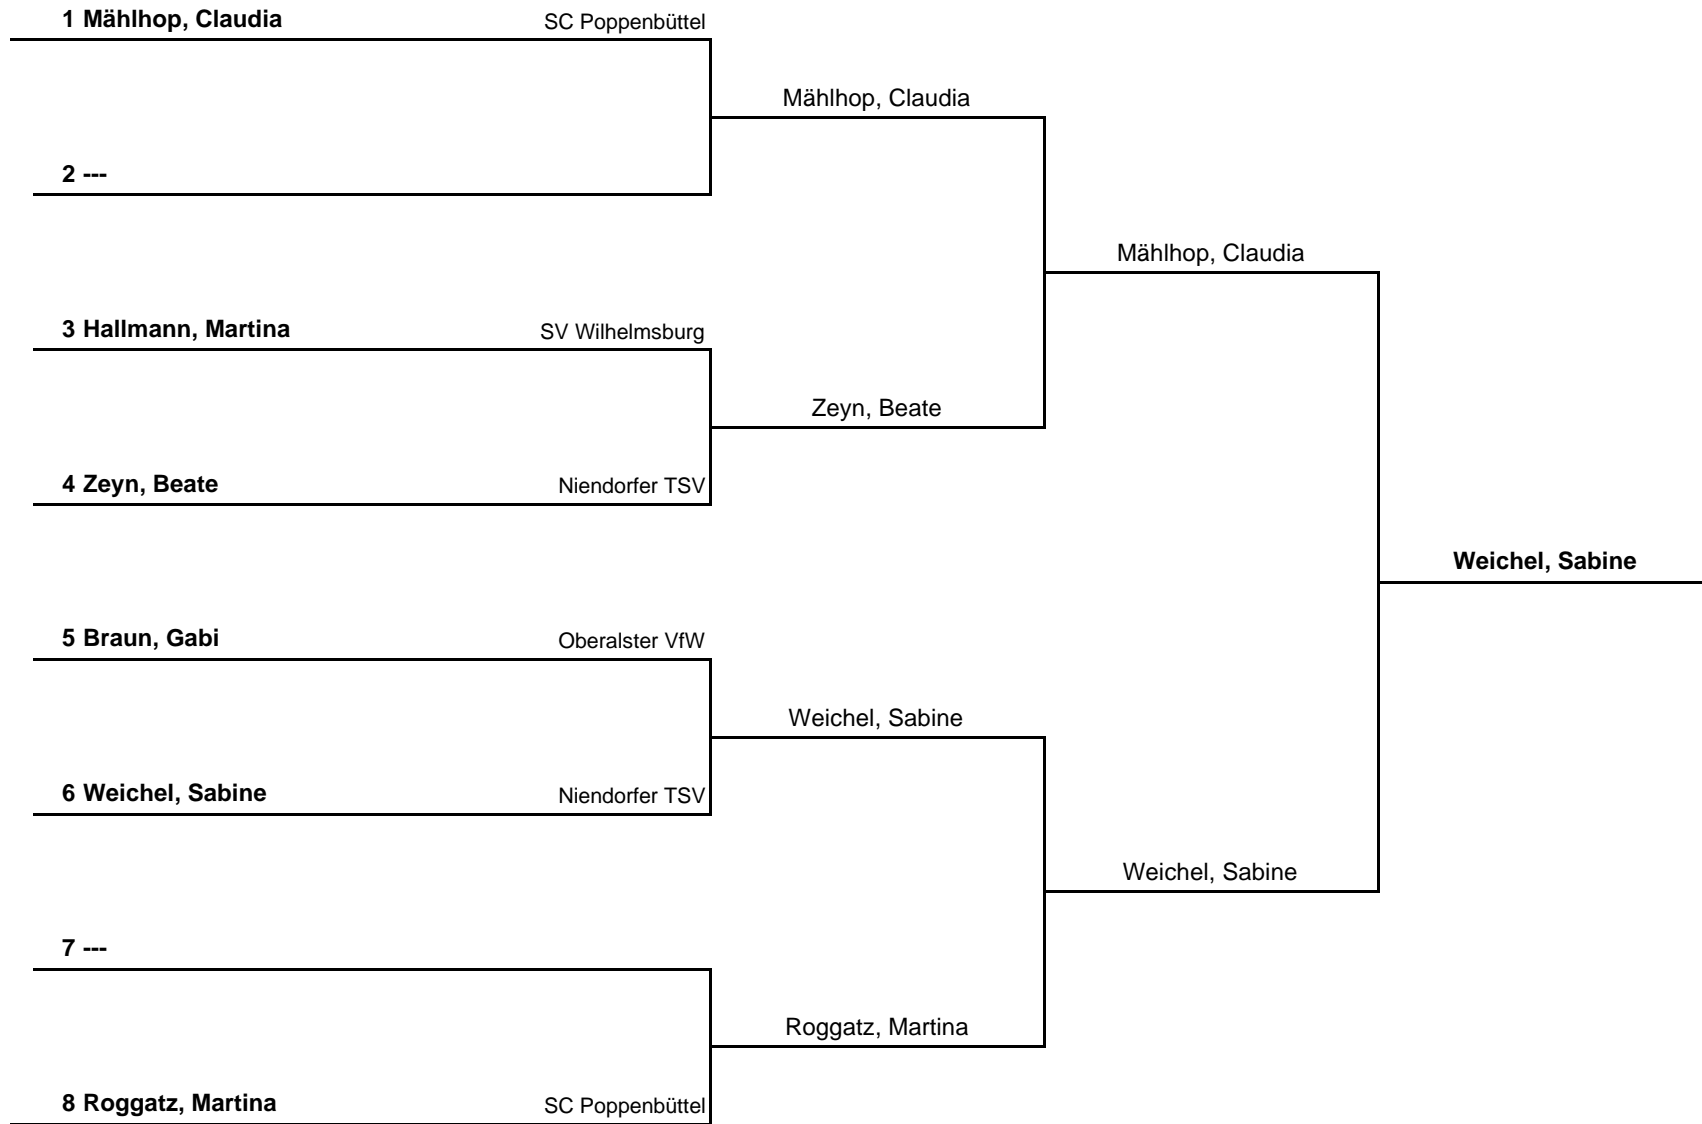 1 Mählhop, Claudia SC Poppenbüttel
Mählhop, Claudia
2 ---
Mählhop, Claudia
3 Hallmann, Martina SV Wilhelmsburg
Zeyn, Beate
4 Zeyn, Beate Niendorfer TSV
Weichel, Sabine
5 Braun, Gabi Oberalster VfW
Weichel, Sabine
6 Weichel, Sabine Niendorfer TSV
Weichel, Sabine
7 ---
Roggatz, Martina
8 Roggatz, Martina SC Poppenbüttel